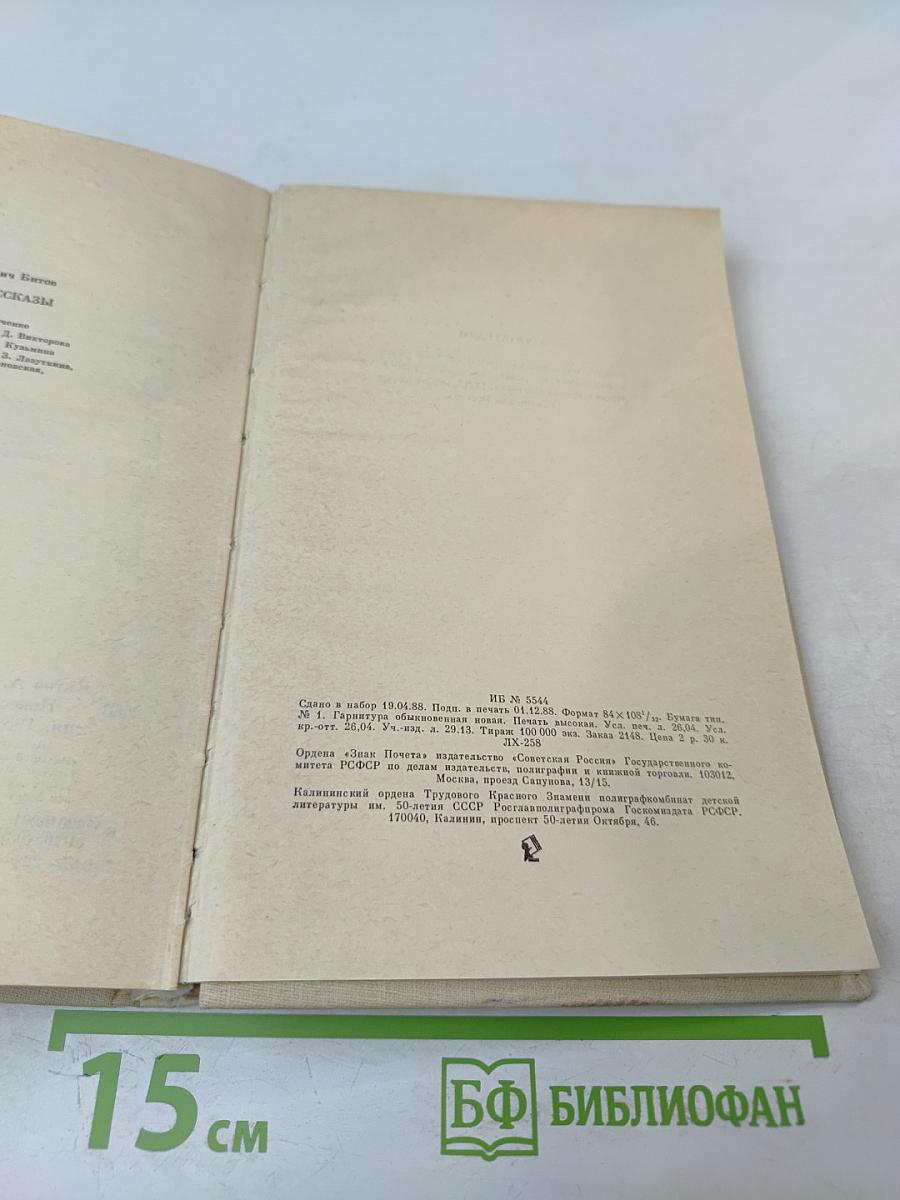 ич Битов
ССКАЗЫ
ченко
Д. Викторова
Кузьмина
З. Лазуткина,
новская,
ИБ № 5544
Сдано в набор 19.04.88. Подп. в печать 01.12.88. Формат 84×108¹/₃₂. Бумага тип.
№ 1. Гарнитура обыкновенная новая. Печать высокая. Усл. печ. л. 26,04. Усл.
кр.-отт. 26,04. Уч.-изд. л. 29.13. Тираж 100 000 экз. Заказ 2148. Цена 2 р. 30 к.
ЛХ-258
Ордена «Знак Почета» издательство «Советская Россия» Государственного ко-
митета РСФСР по делам издательств, полиграфии и книжной торговли. 103012,
Москва, проезд Сапунова, 13/15.
Калининский ордена Трудового Красного Знамени полиграфкомбинат детской
литературы им. 50-летия СССР Росглавполиграфпрома Госкомиздата РСФСР.
170040, Калинин, проспект 50-летия Октября, 46.
15 см
БФ БИБЛИОФАН